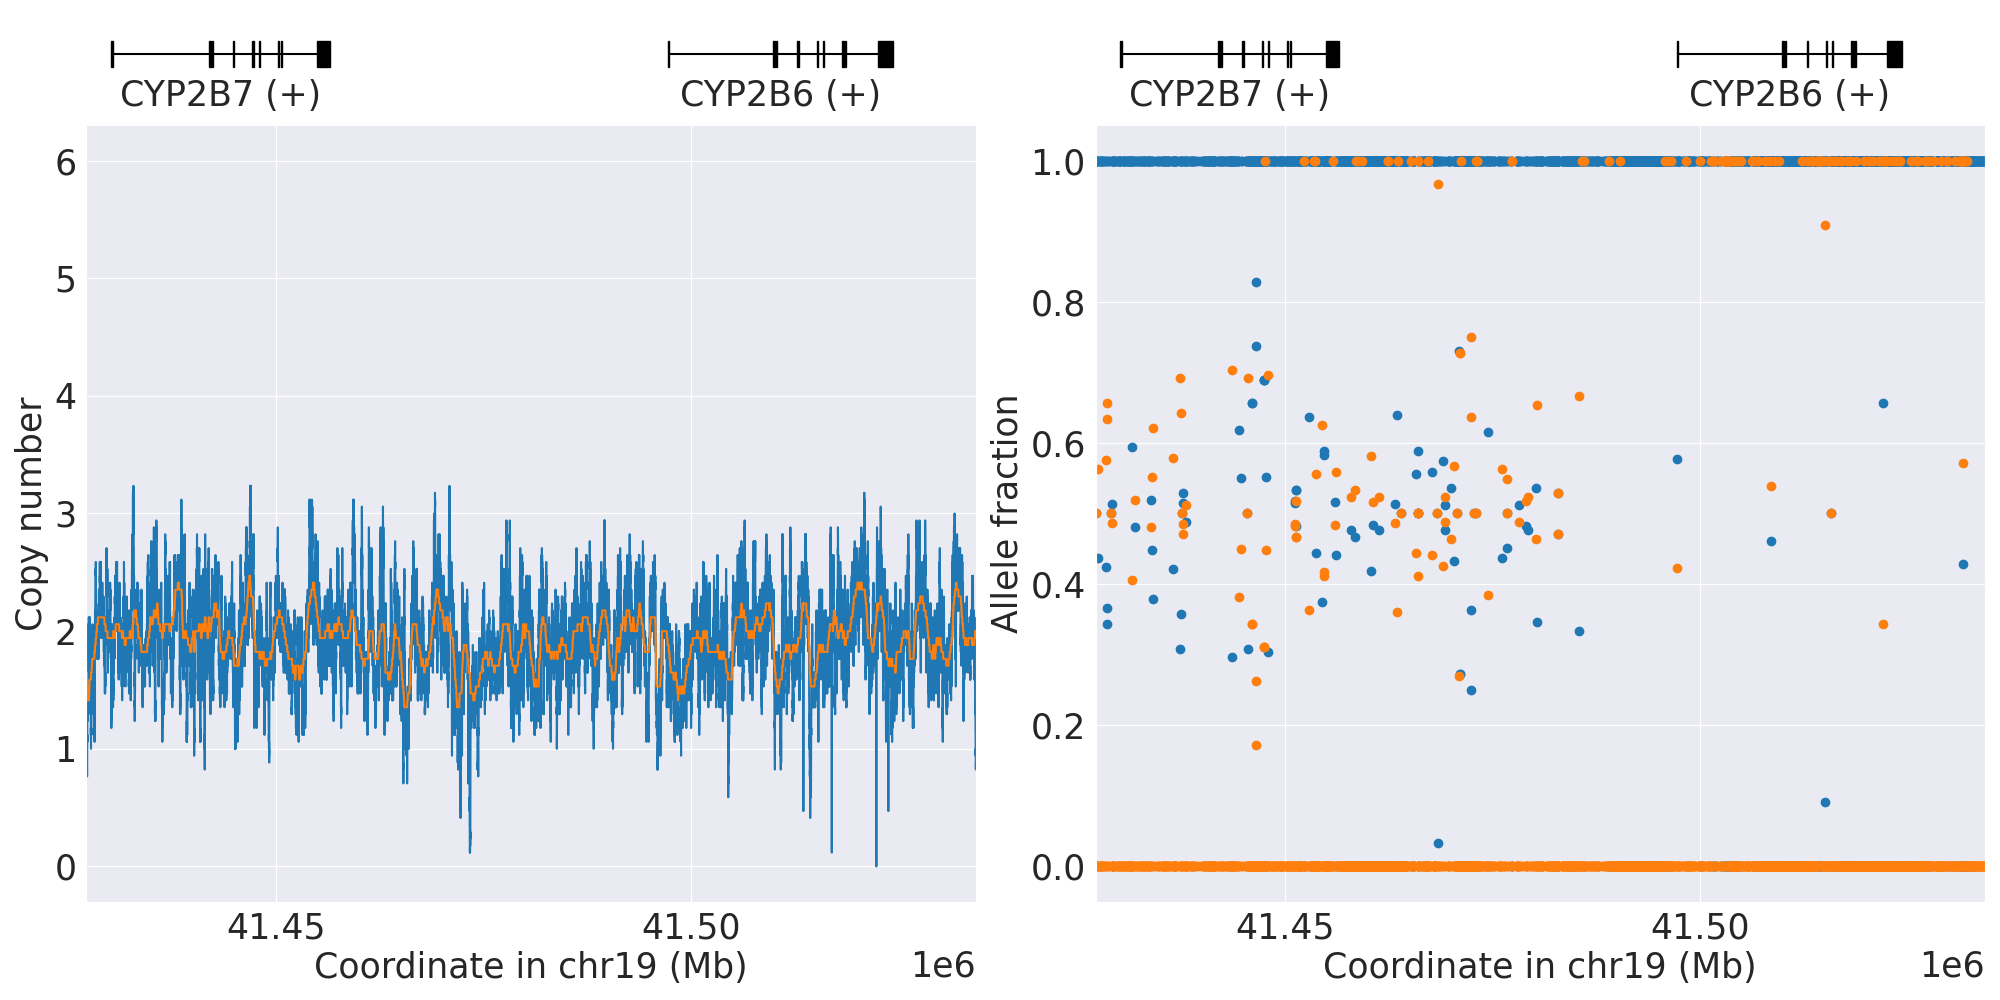 CYP2B7 (+)
CYP2B6 (+)
6
5
4
3
2
1
0
Copy number
41.45
41.50
Coordinate in chr19 (Mb)
1e6
CYP2B7 (+)
CYP2B6 (+)
1.0
0.8
0.6
0.4
0.2
0.0
Allele fraction
41.45
41.50
Coordinate in chr19 (Mb)
1e6